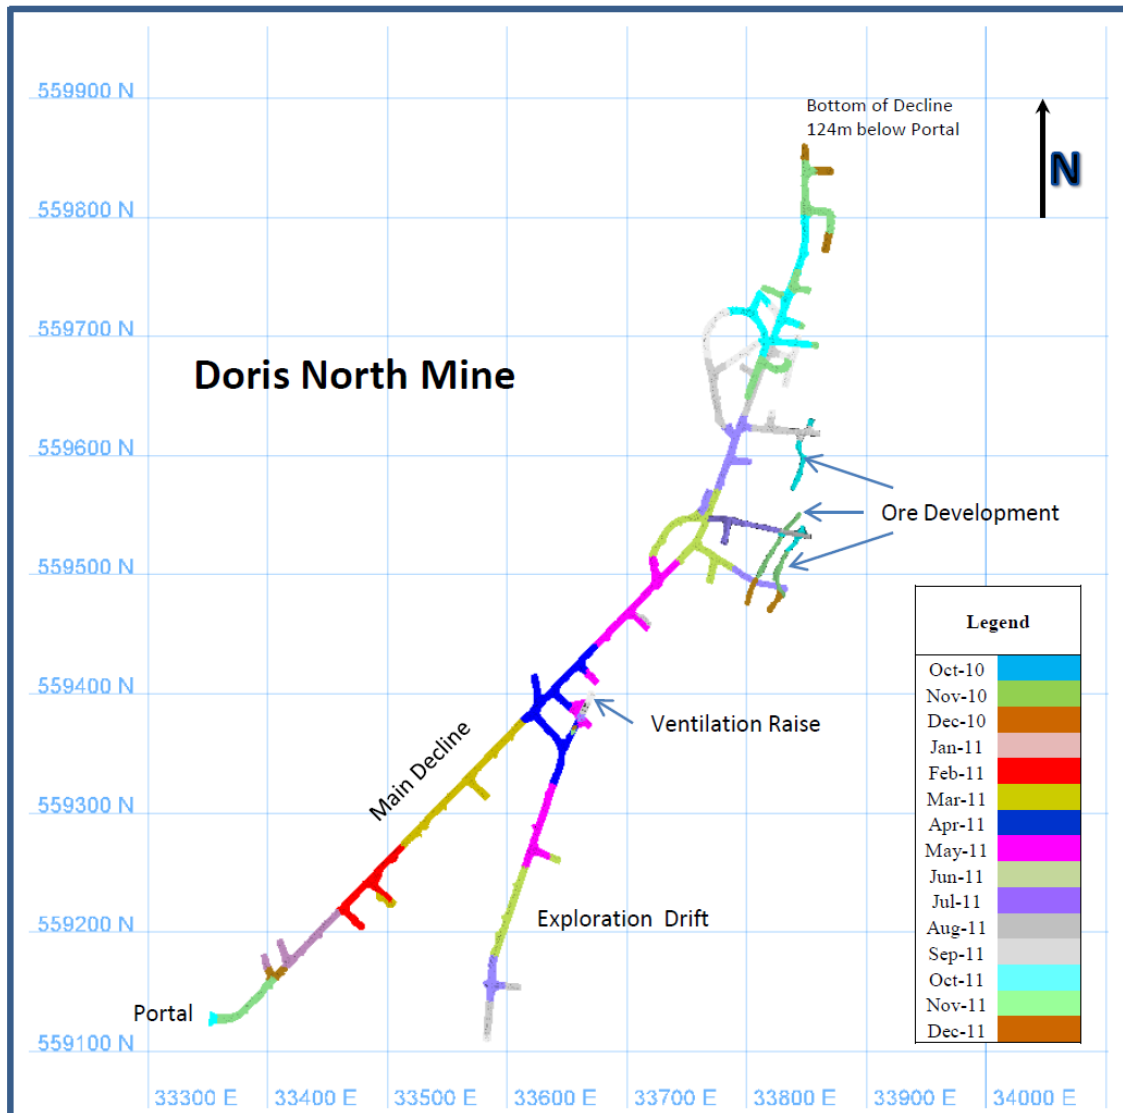 559900 N
Bottom of Decline
124m below Portal
N
559800 N
559700 N
Doris North Mine
559600 N
Ore Development
559500 N
Legend
Oct-10
Nov-10
Dec-10
Jan-11
Feb-11
Mar-11
Apr-11
May-11
Jun-11
Jul-11
Aug-11
Sep-11
Oct-11
Nov-11
Dec-11
559400 N
Ventilation Raise
Main Decline
559300 N
559200 N
Exploration Drift
Portal
559100 N
33300 E
33400 E
33500 E
33600 E
33700 E
33800 E
33900 E
34000 E